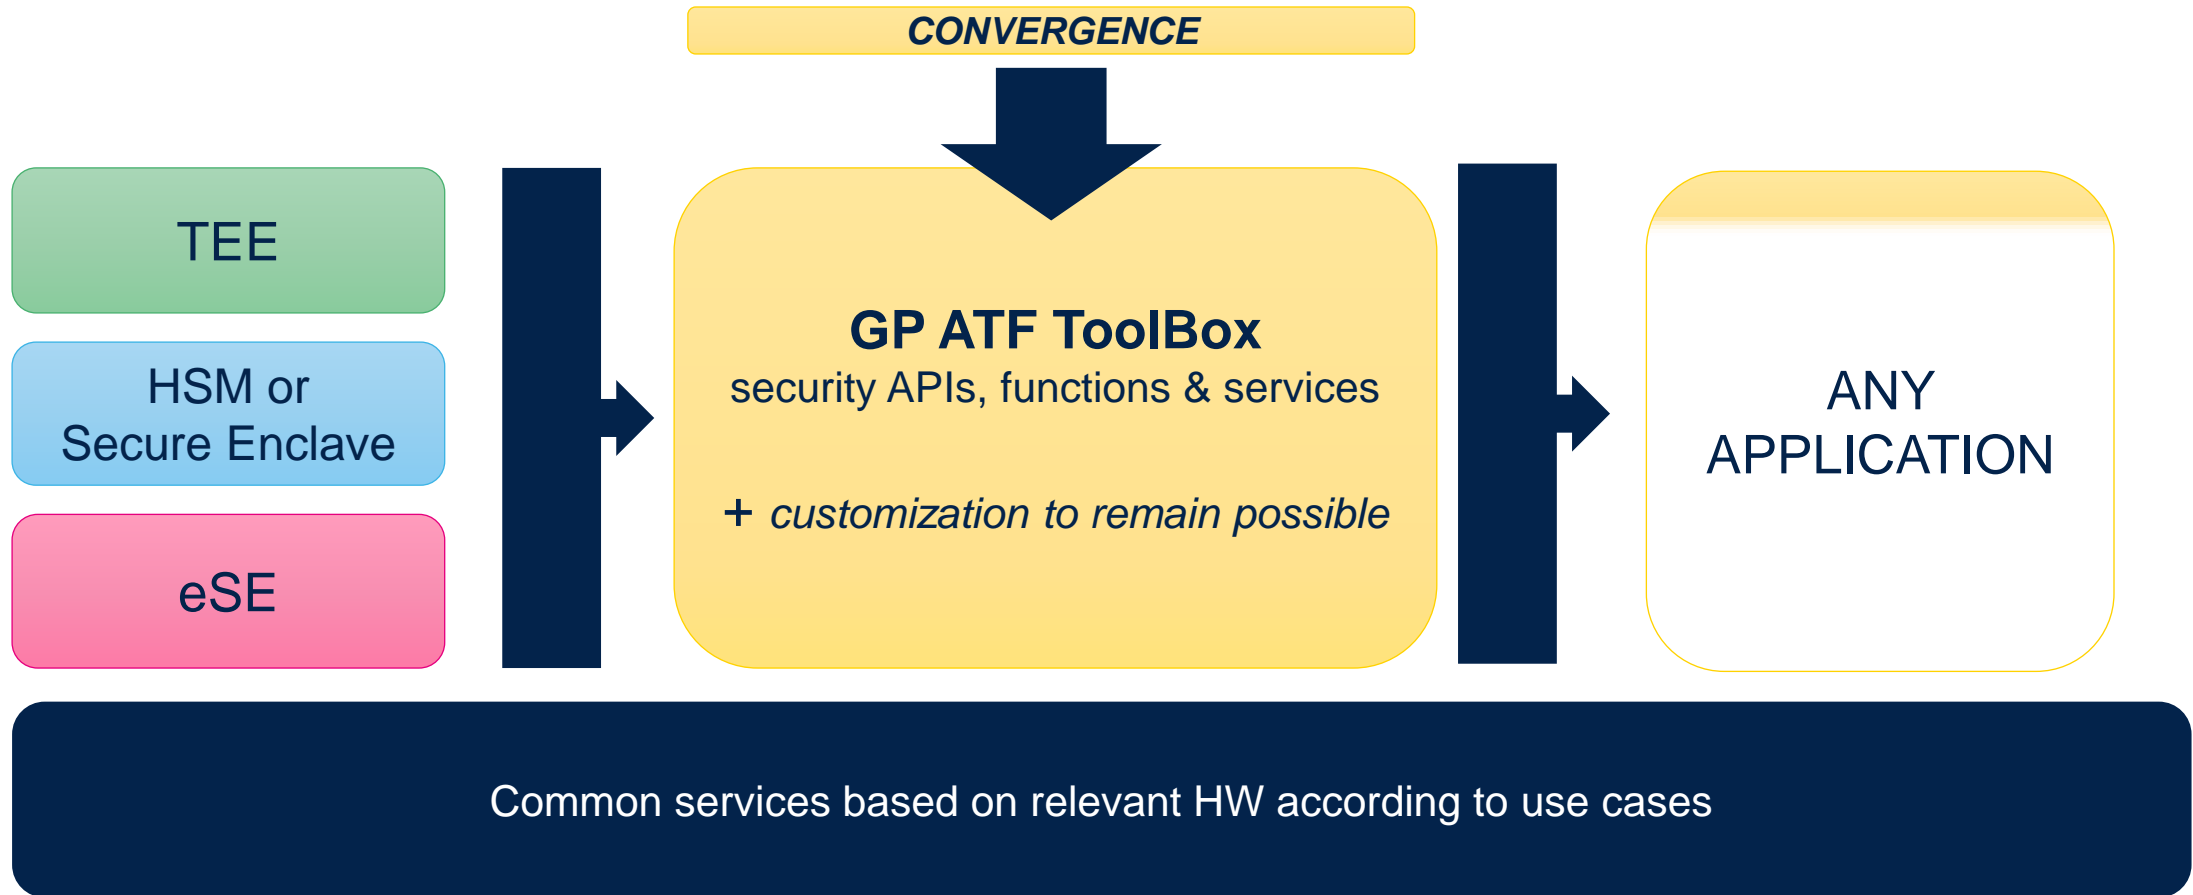 CONVERGENCE
TEE
HSM or
Secure Enclave
eSE
GP ATF ToolBox
security APIs, functions & services
+ customization to remain possible
ANY
APPLICATION
Common services based on relevant HW according to use cases